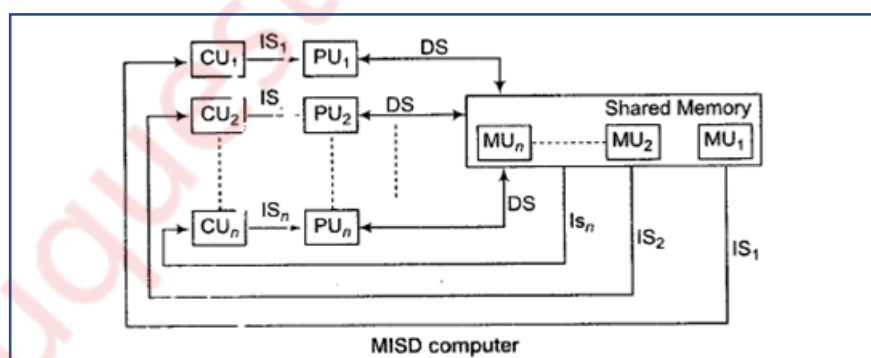 CU₁ IS₁ PU₁ DS
CU₂ IS PU₂ DS
Shared Memory
MUₙ MU₂ MU₁
CUₙ ISₙ PUₙ DS
Isₙ IS₂ IS₁
MISD computer
uquest